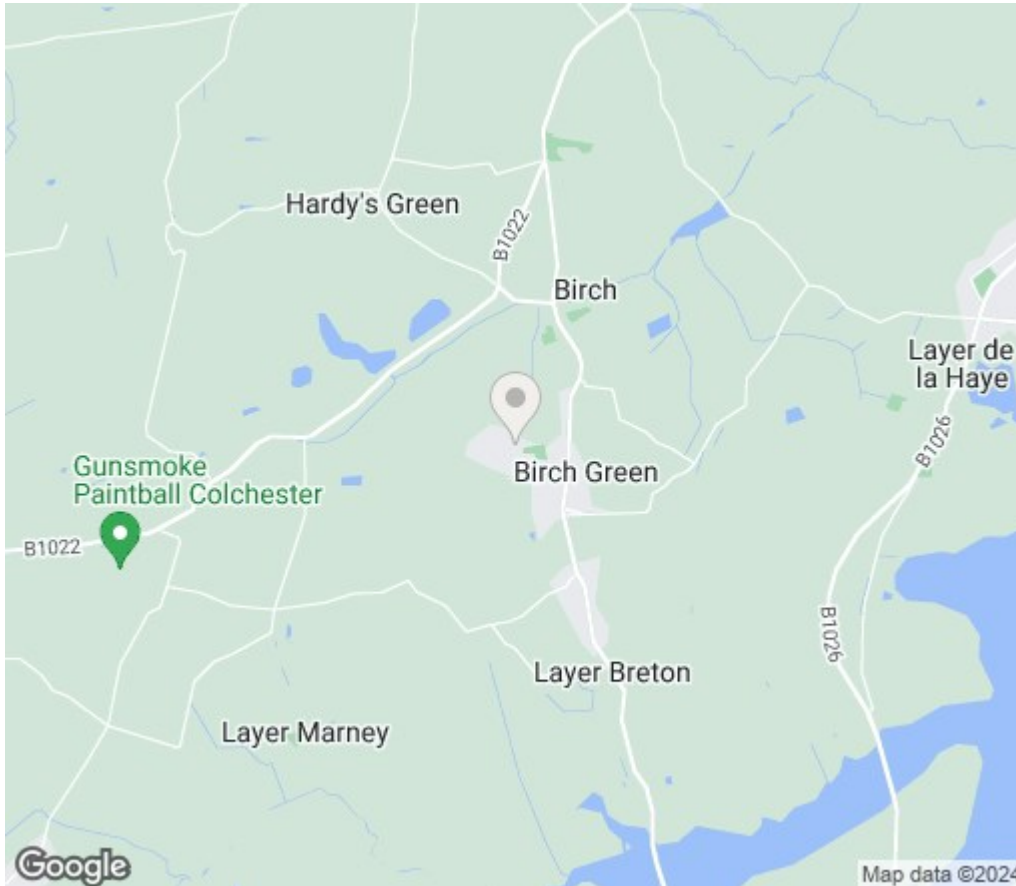 Hardy's Green
B1022
Birch
Layer de
la Haye
B1026
Gunsmoke
Paintball Colchester
Birch Green
B1022
B1026
Layer Breton
Layer Marney
Google
Map data ©2024